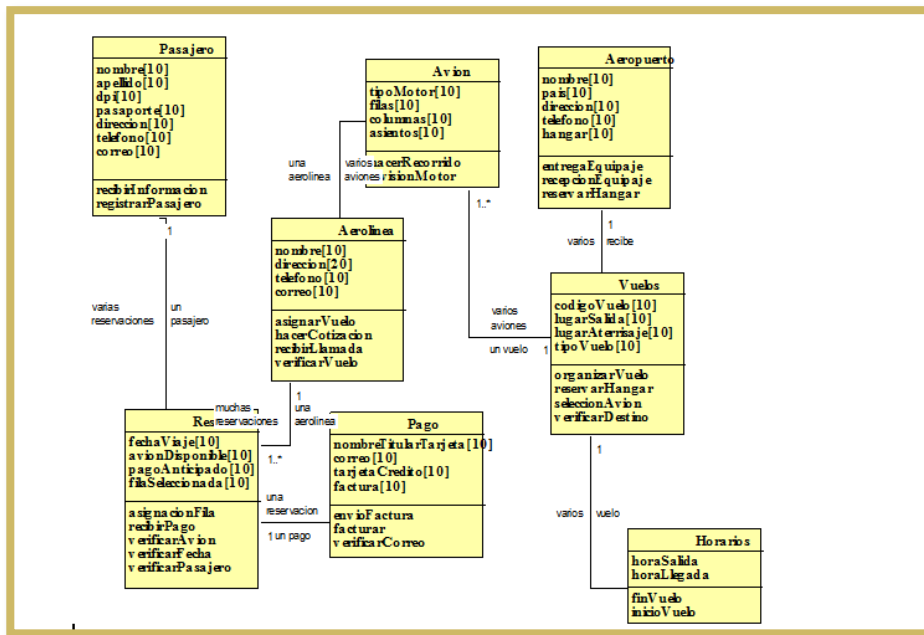 Pasajero
nombre[10]
apellido[10]
dpi[10]
pasaporte[10]
direccion[10]
telefono[10]
correo[10]
recibirInformacion
registrarPasajero
Avion
tipoMotor[10]
filas[10]
columnas[10]
asientos[10]
hacerRecorrido
Aeropuerto
nombre[10]
pais[10]
direccion[10]
telefono[10]
hangar[10]
entregaEquipaje
recepcionEquipaje
reservarHangar
una
aerolinea
varios
aviones
1
1..*
1
varios
recibe
Aerolinea
nombre[10]
direccion[20]
telefono[10]
correo[10]
asignarVuelo
hacerCotizacion
recibirLlamada
verificarVuelo
Vuelos
codigoVuelo[10]
lugarSalida[10]
lugarAterrisaje[10]
tipoVuelo[10]
organizarVuelo
reservarHangar
seleccionAvion
verificarDestino
varias
reservaciones
un
pasajero
varios
aviones
un vuelo
1
muchas
reservaciones
1
una
aerolinea
1..*
Res
fechaViaje[10]
avionDisponible[10]
pagoAnticipado[10]
filaSeleccionada[10]
asignacionFila
recibirPago
verificarAvion
verificarFecha
verificarPasajero
una
reservacion
1 un pago
Pago
nombreTitularTarjeta[10]
correo[10]
tarjetaCredito[10]
factura[10]
envioFactura
facturar
verificarCorreo
1
varios
vuelo
Horarios
horaSalida
horaLlegada
finVuelo
inicioVuelo